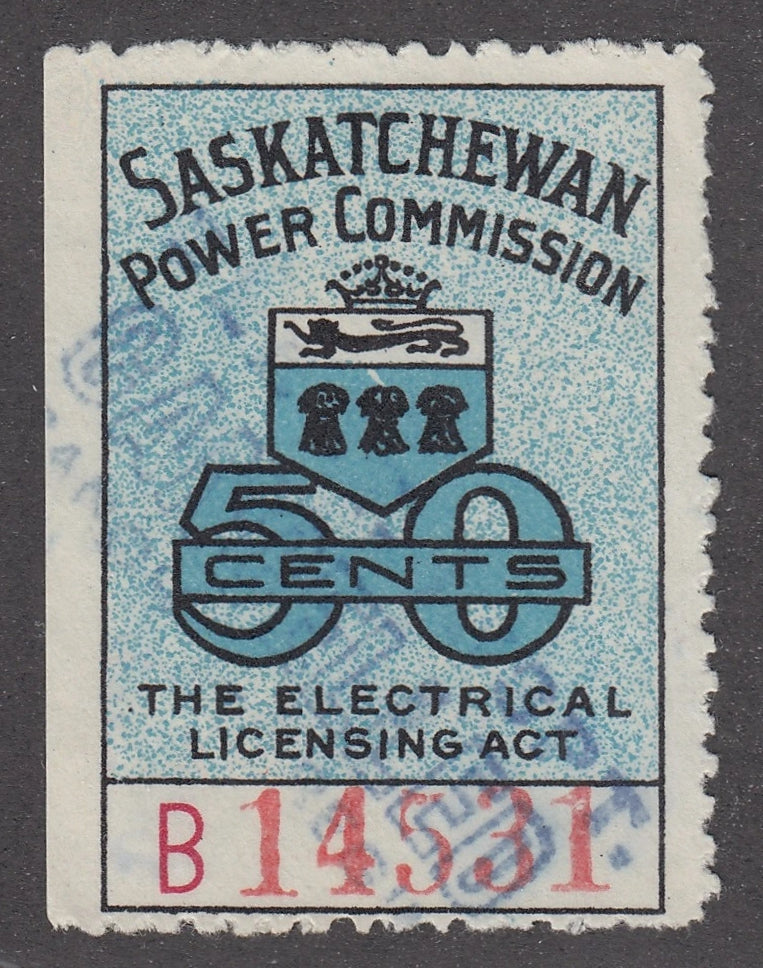 SASKATCHEWAN
POWER COMMISSION
50
CENTS
THE ELECTRICAL
LICENSING ACT
B 14531